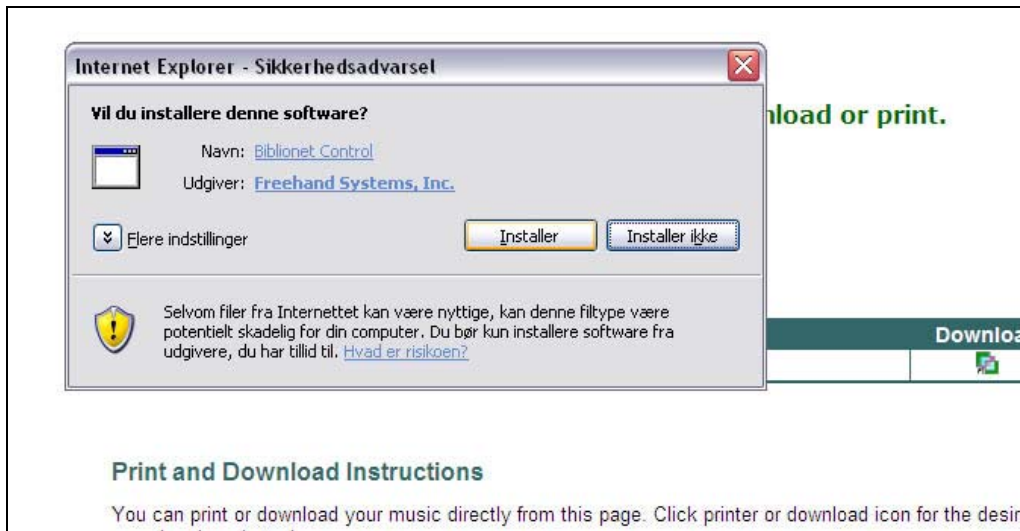 Internet Explorer - Sikkerhedsadvarsel
Vil du installere denne software?
Navn: Biblionet Control
Udgiver: Freehand Systems, Inc.
Flere indstillinger
Installer
Installer ikke
Selvom filer fra Internettet kan være nyttige, kan denne filtype være
potentielt skadelig for din computer. Du bør kun installere software fra
udgivere, du har tillid til. Hvad er risikoen?
or print.
Print and Download Instructions
You can print or download your music directly from this page. Click printer or download icon for the